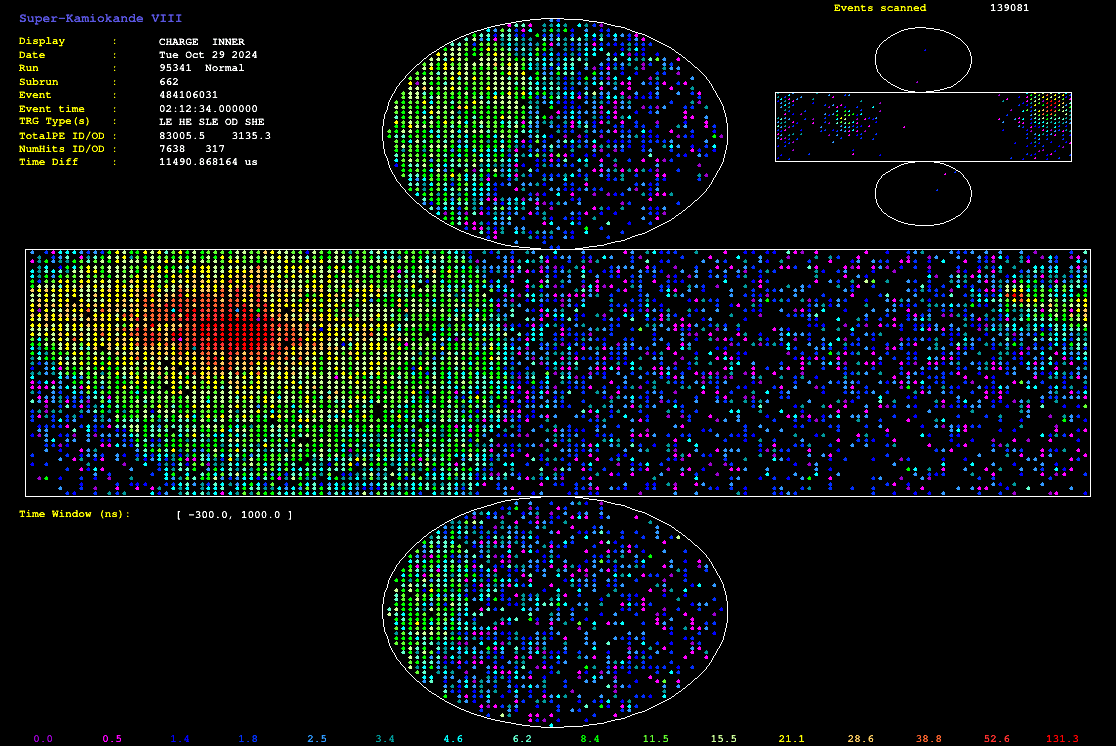 Super-Kamiokande VIII
Display : CHARGE INNER
Date : Tue Oct 29 2024
Run : 95341 Normal
Subrun : 662
Event : 484106031
Event time : 02:12:34.000000
TRG Type(s) : LE HE SLE OD SHE
TotalPE ID/OD : 83005.5 3135.3
NumHits ID/OD : 7638 317
Time Diff : 11490.868164 us
Events scanned 139081
Time Window (ns): [ -300.0, 1000.0 ]
0.0 0.5 1.4 1.8 2.5 3.4 4.6 6.2 8.4 11.5 15.5 21.1 28.6 38.8 52.6 131.3